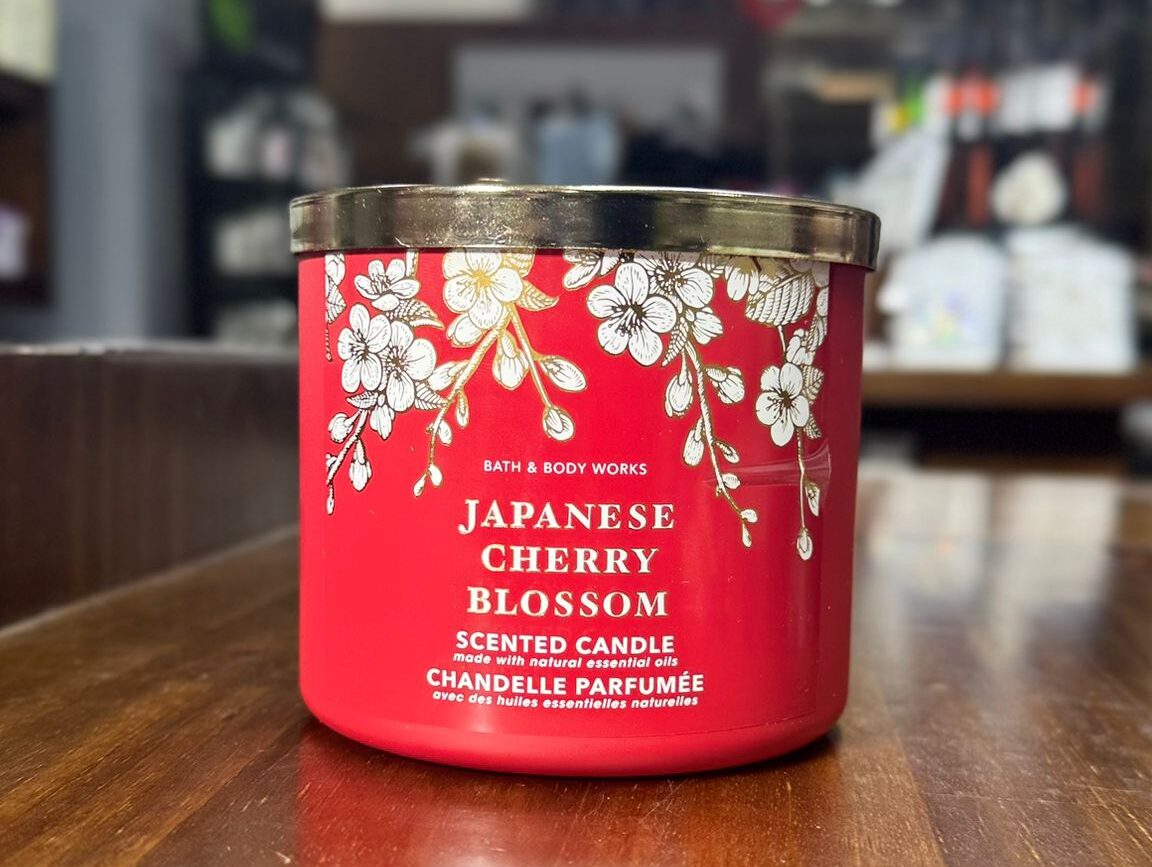 BATH & BODY WORKS
JAPANESE
CHERRY
BLOSSOM
SCENTED CANDLE
made with natural essential oils
CHANDELLE PARFUMÉE
avec des huiles essentielles naturelles